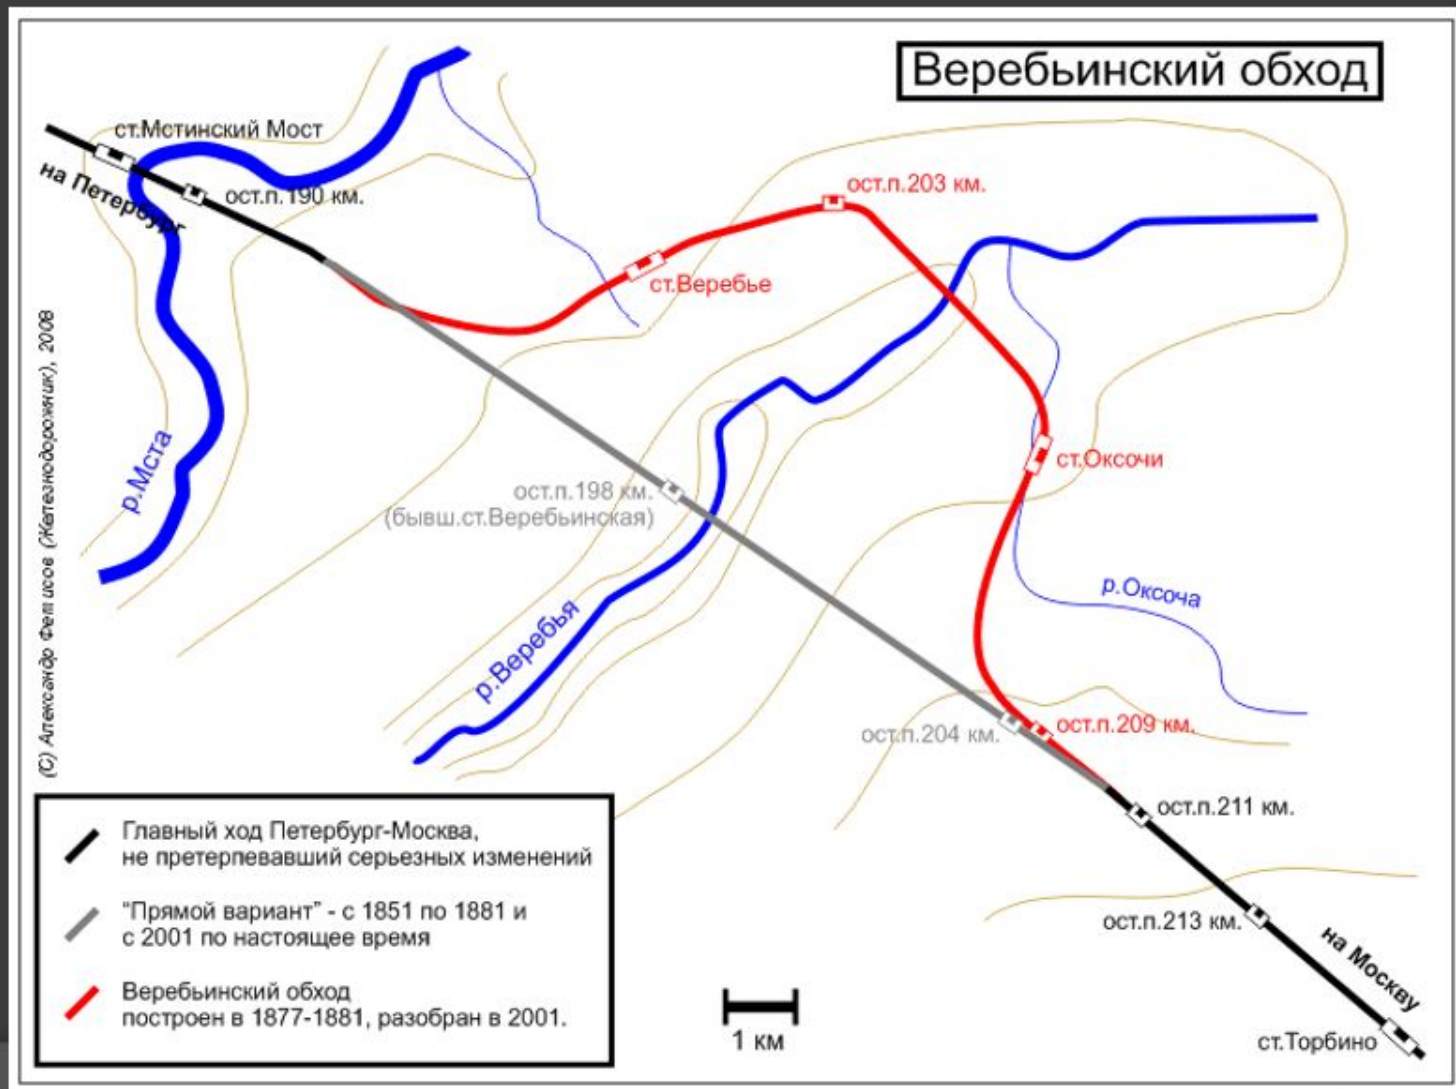 Веребьинский обход
ст.Мстинский Мост
на Петербург
ост.п.190 км.
ост.п.203 км.
ст.Веребье
р.Мста
ост.п.198 км.
(бывш.ст.Веребьинская)
ст.Оксочи
р.Оксоча
р.Веребья
ост.п.204 км.
ост.п.209 км.
ост.п.211 км.
ост.п.213 км.
на Москву
ст.Торбино
(С) Александр Фетисов (Железнодорожник), 2008
Главный ход Петербург-Москва,
не претерпевавший серьезных изменений
"Прямой вариант" - с 1851 по 1881 и
с 2001 по настоящее время
Веребьинский обход
построен в 1877-1881, разобран в 2001.
1 км